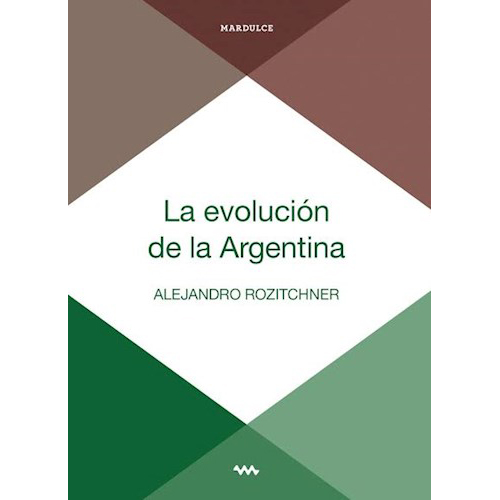 MARDULCE
La evolución
de la Argentina
ALEJANDRO ROZITCHNER